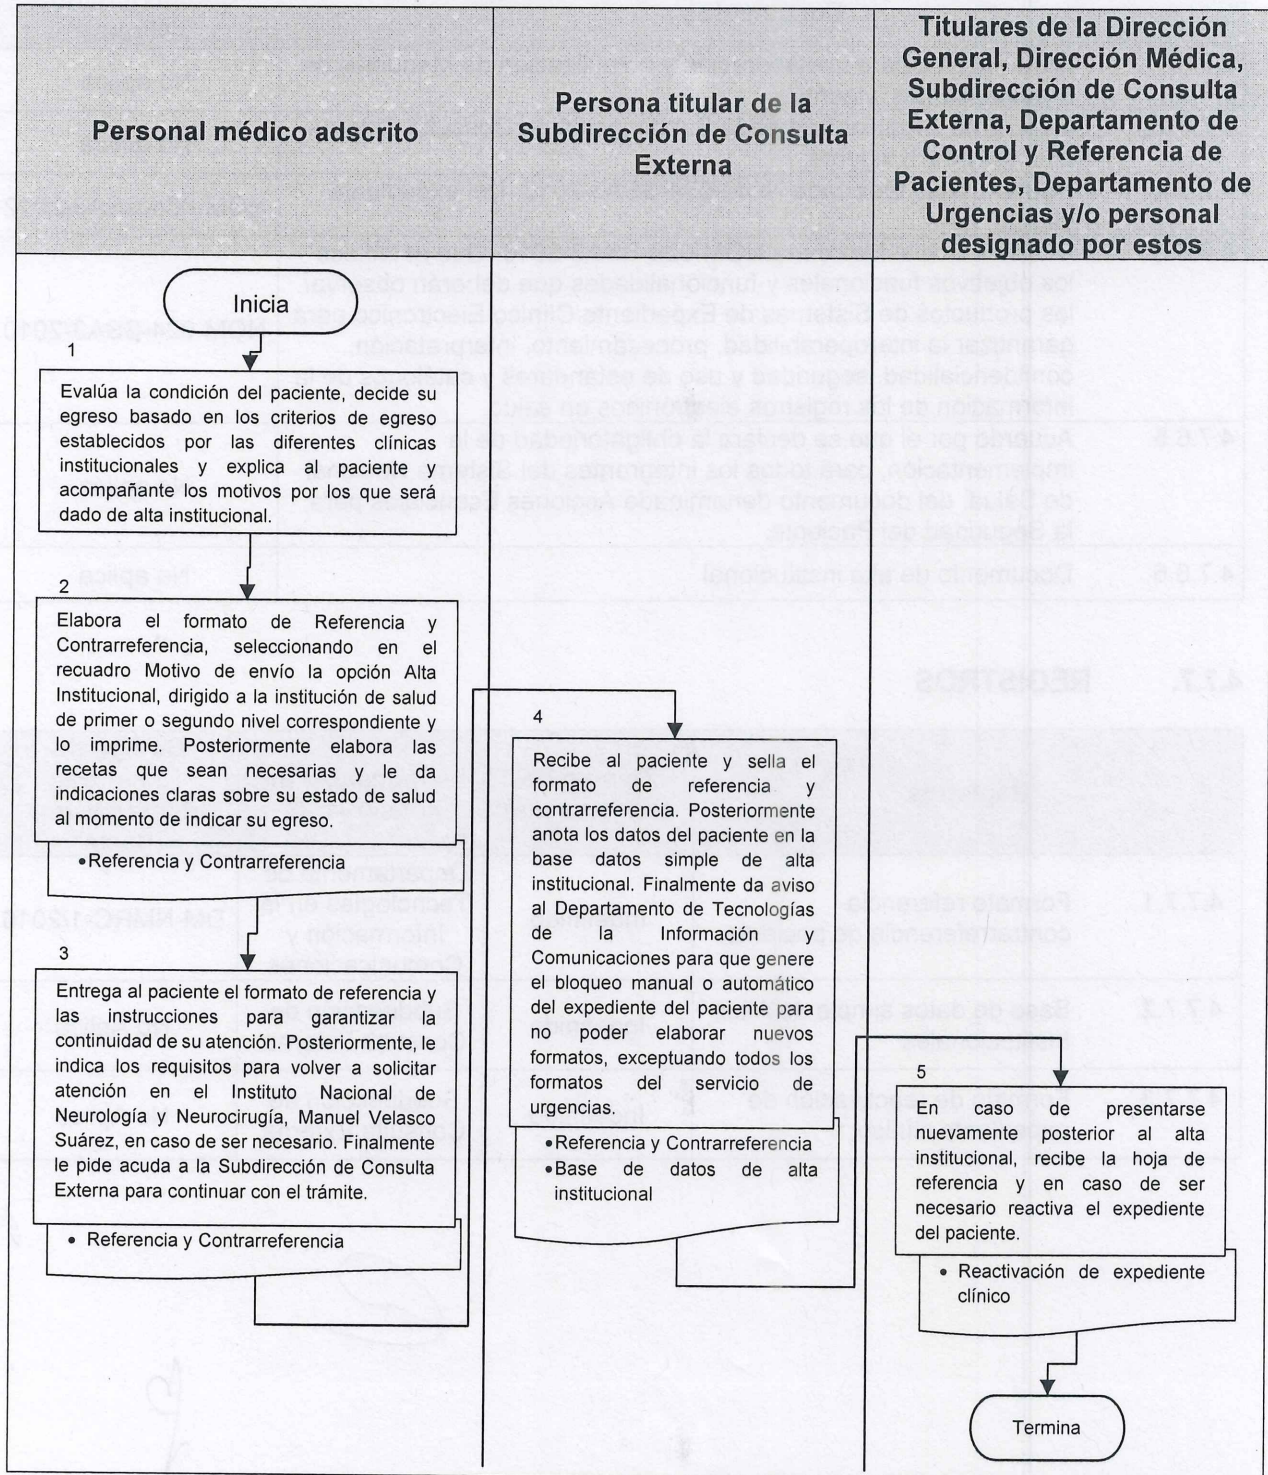 Personal médico adscrito
Persona titular de la
Subdirección de Consulta
Externa
Titulares de la Dirección
General, Dirección Médica,
Subdirección de Consulta
Externa, Departamento de
Control y Referencia de
Pacientes, Departamento de
Urgencias y/o personal
designado por estos
Inicia
1
Evalúa la condición del paciente, decide su
egreso basado en los criterios de egreso
establecidos por las diferentes clínicas
institucionales y explica al paciente y
acompañante los motivos por los que será
dado de alta institucional.
2
Elabora el formato de Referencia y
Contrarreferencia, seleccionando en el
recuadro Motivo de envío la opción Alta
Institucional, dirigido a la institución de salud
de primer o segundo nivel correspondiente y
lo imprime. Posteriormente elabora las
recetas que sean necesarias y le da
indicaciones claras sobre su estado de salud
al momento de indicar su egreso.
•Referencia y Contrarreferencia
3
Entrega al paciente el formato de referencia y
las instrucciones para garantizar la
continuidad de su atención. Posteriormente, le
indica los requisitos para volver a solicitar
atención en el Instituto Nacional de
Neurología y Neurocirugía, Manuel Velasco
Suárez, en caso de ser necesario. Finalmente
le pide acuda a la Subdirección de Consulta
Externa para continuar con el trámite.
• Referencia y Contrarreferencia
4
Recibe al paciente y sella el
formato de referencia y
contrarreferencia. Posteriormente
anota los datos del paciente en la
base datos simple de alta
institucional. Finalmente da aviso
al Departamento de Tecnologías
de la Información y
Comunicaciones para que genere
el bloqueo manual o automático
del expediente del paciente para
no poder elaborar nuevos
formatos, exceptuando todos los
formatos del servicio de
urgencias.
•Referencia y Contrarreferencia
•Base de datos de alta
institucional
5
En caso de presentarse
nuevamente posterior al alta
institucional, recibe la hoja de
referencia y en caso de ser
necesario reactiva el expediente
del paciente.
• Reactivación de expediente
clínico
Termina